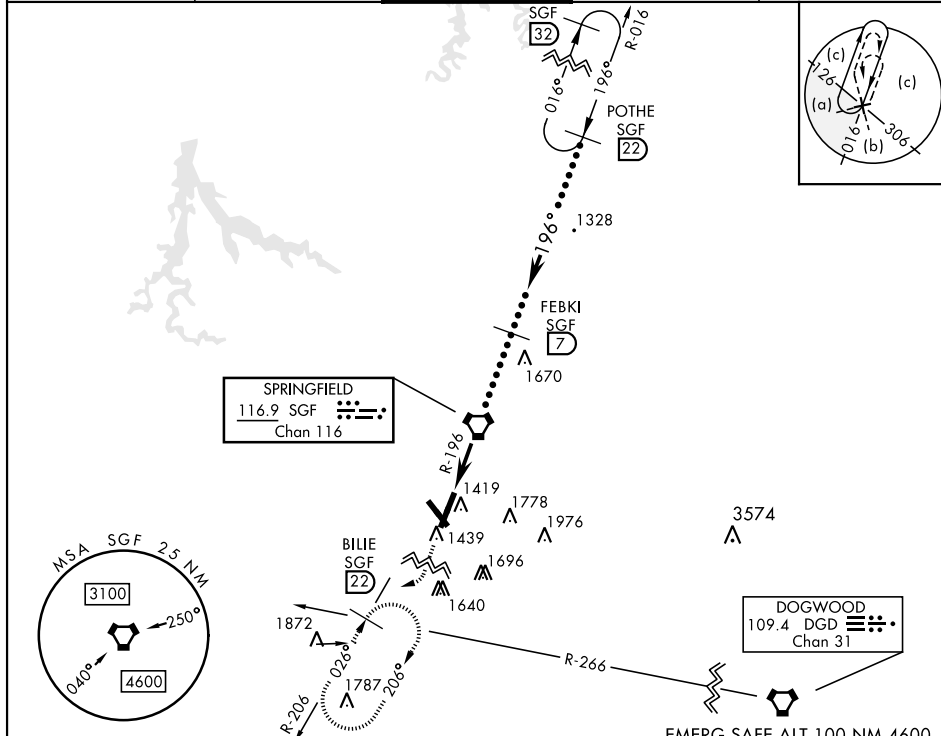 SGF
32
R-016
016°
196°
POTHE
SGF
22
(c)
126
(c)
(a)
016
(b)
306
196°
1328
FEBKI
SGF
7
1670
SPRINGFIELD
116.9 SGF
Chan 116
R-196
1419
1778
1976
3574
1439
BILIE
SGF
22
1696
1640
MSA SGF 25 NM
3100
250°
040°
4600
1872
026°
206°
1787
R-206
R-266
DOGWOOD
109.4 DGD
Chan 31
EMERG SAFE ALT 100 NM 4600